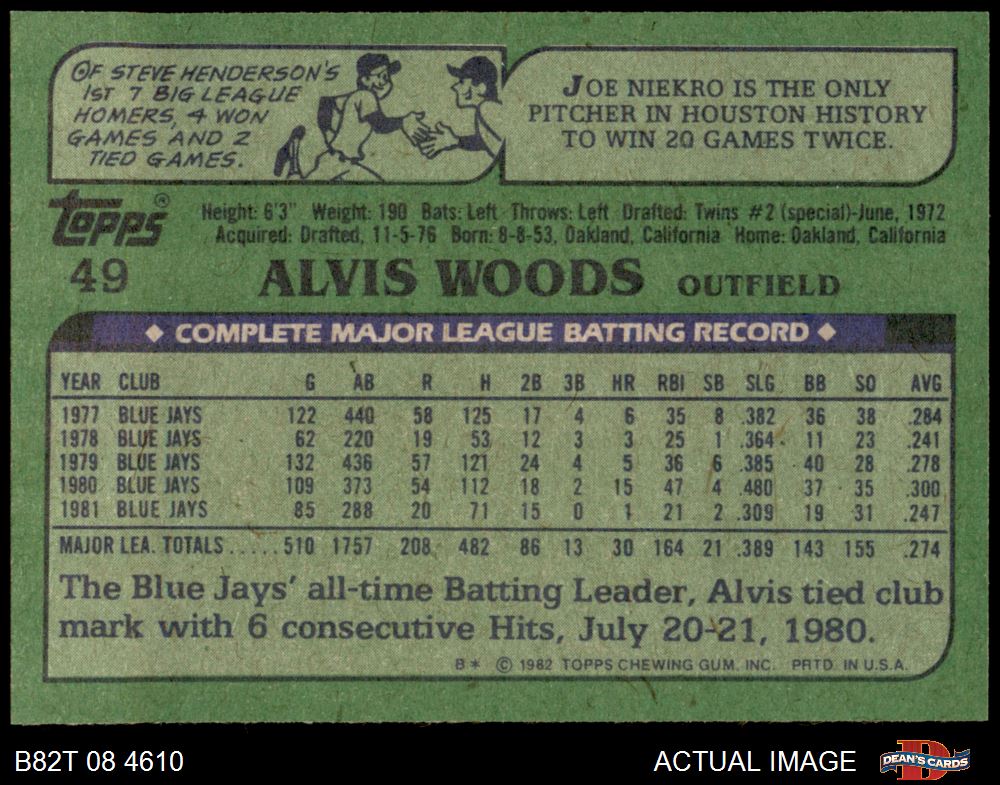 OF STEVE HENDERSON'S
1ST 7 BIG LEAGUE
HOMERS, 4 WON
GAMES AND 2
TIED GAMES.
JOE NIEKRO IS THE ONLY
PITCHER IN HOUSTON HISTORY
TO WIN 20 GAMES TWICE.
Topps®
Height: 6'3" Weight: 190 Bats: Left Throws: Left Drafted: Twins #2 (special)-June, 1972
Acquired: Drafted, 11-5-76 Born: 8-8-53, Oakland, California Home: Oakland, California
49 ALVIS WOODS OUTFIELD
◆ COMPLETE MAJOR LEAGUE BATTING RECORD ◆
YEAR CLUB G AB R H 2B 3B HR RBI SB SLG BB SO AVG
1977 BLUE JAYS 122 440 58 125 17 4 6 35 8 .382 36 38 .284
1978 BLUE JAYS 62 220 19 53 12 3 3 25 1 .364 11 23 .241
1979 BLUE JAYS 132 436 57 121 24 4 5 36 6 .385 40 28 .278
1980 BLUE JAYS 109 373 54 112 18 2 15 47 4 .480 37 35 .300
1981 BLUE JAYS 85 288 20 71 15 0 1 21 2 .309 19 31 .247
MAJOR LEA. TOTALS.....510 1757 208 482 86 13 30 164 21 .389 143 155 .274
The Blue Jays' all-time Batting Leader, Alvis tied club
mark with 6 consecutive Hits, July 20-21, 1980.
B* © 1982 TOPPS CHEWING GUM, INC. PRTD. IN U.S.A.
B82T 08 4610
ACTUAL IMAGE
D
DEAN'S CARDS